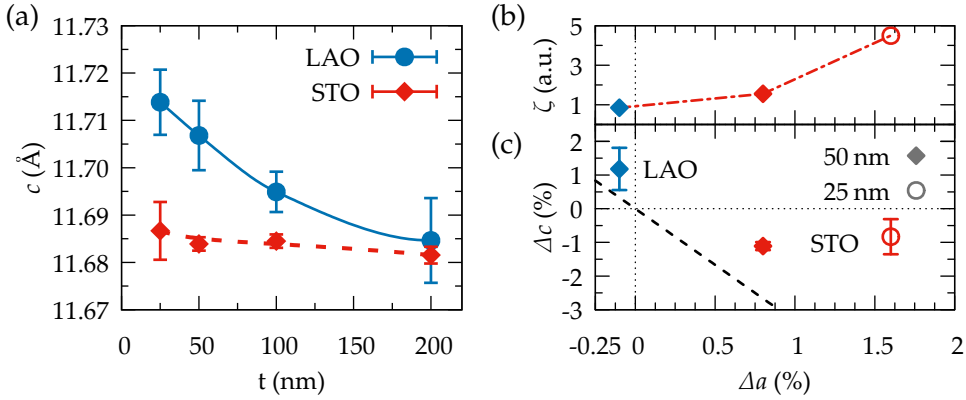 (a)
11.73
11.72
11.71
11.70
11.69
11.68
11.67
c (Å)
LAO
STO
0
50
100
150
200
t (nm)
(b)
5
3
1
ζ (a.u.)
(c)
2
1
0
-1
-2
-3
Δc (%)
LAO
50 nm
25 nm
STO
-0.25
0
0.5
1
1.5
2
Δa (%)